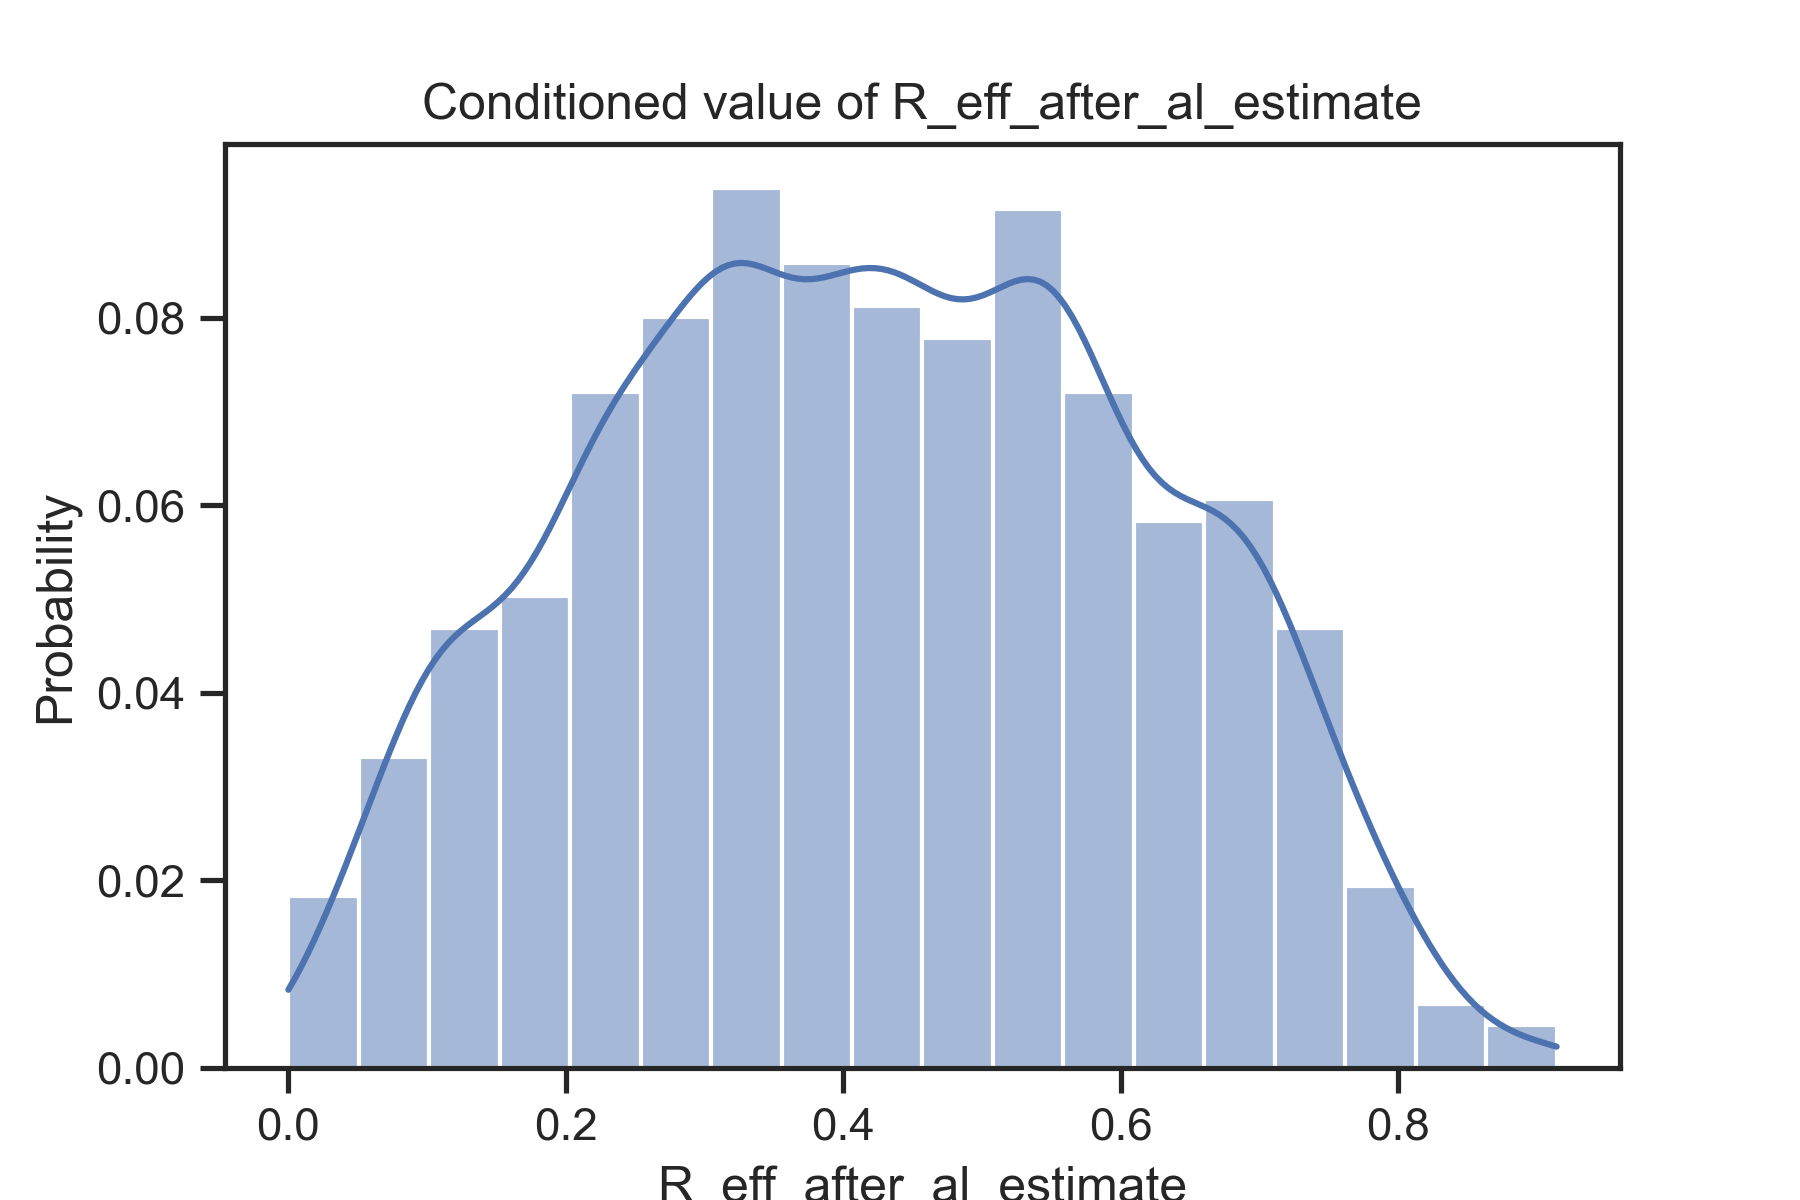 Conditioned value of R_eff_after_al_estimate
Probability
0.08
0.06
0.04
0.02
0.00
0.0 0.2 0.4 0.6 0.8
R_eff_after_al_estimate